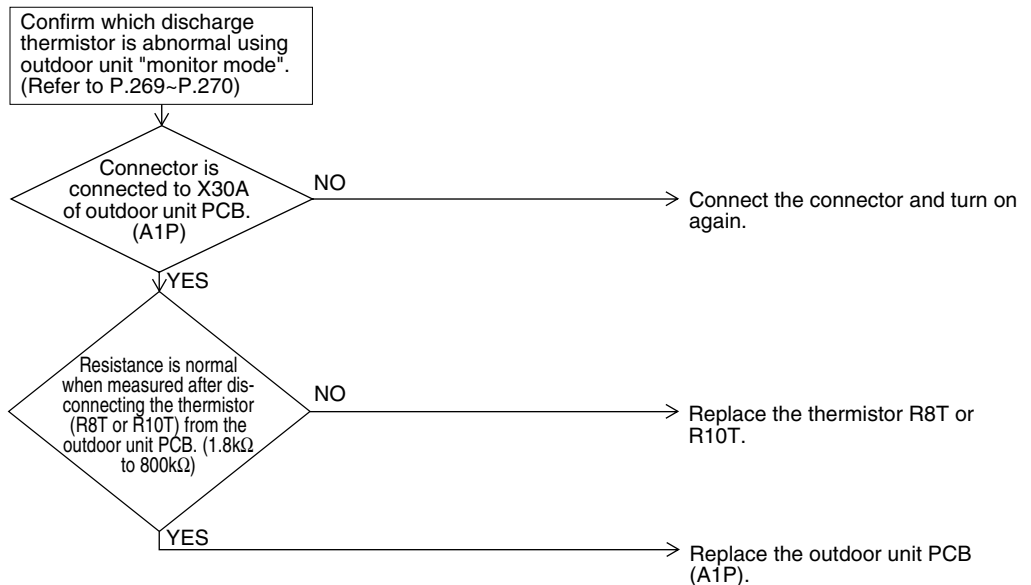 Confirm which discharge
thermistor is abnormal using
outdoor unit "monitor mode".
(Refer to P.269~P.270)
Connector is
connected to X30A
of outdoor unit PCB.
(A1P)
NO
Connect the connector and turn on
again.
YES
Resistance is normal
when measured after dis-
connecting the thermistor
(R8T or R10T) from the
outdoor unit PCB. (1.8kΩ
to 800kΩ)
NO
Replace the thermistor R8T or
R10T.
YES
Replace the outdoor unit PCB
(A1P).